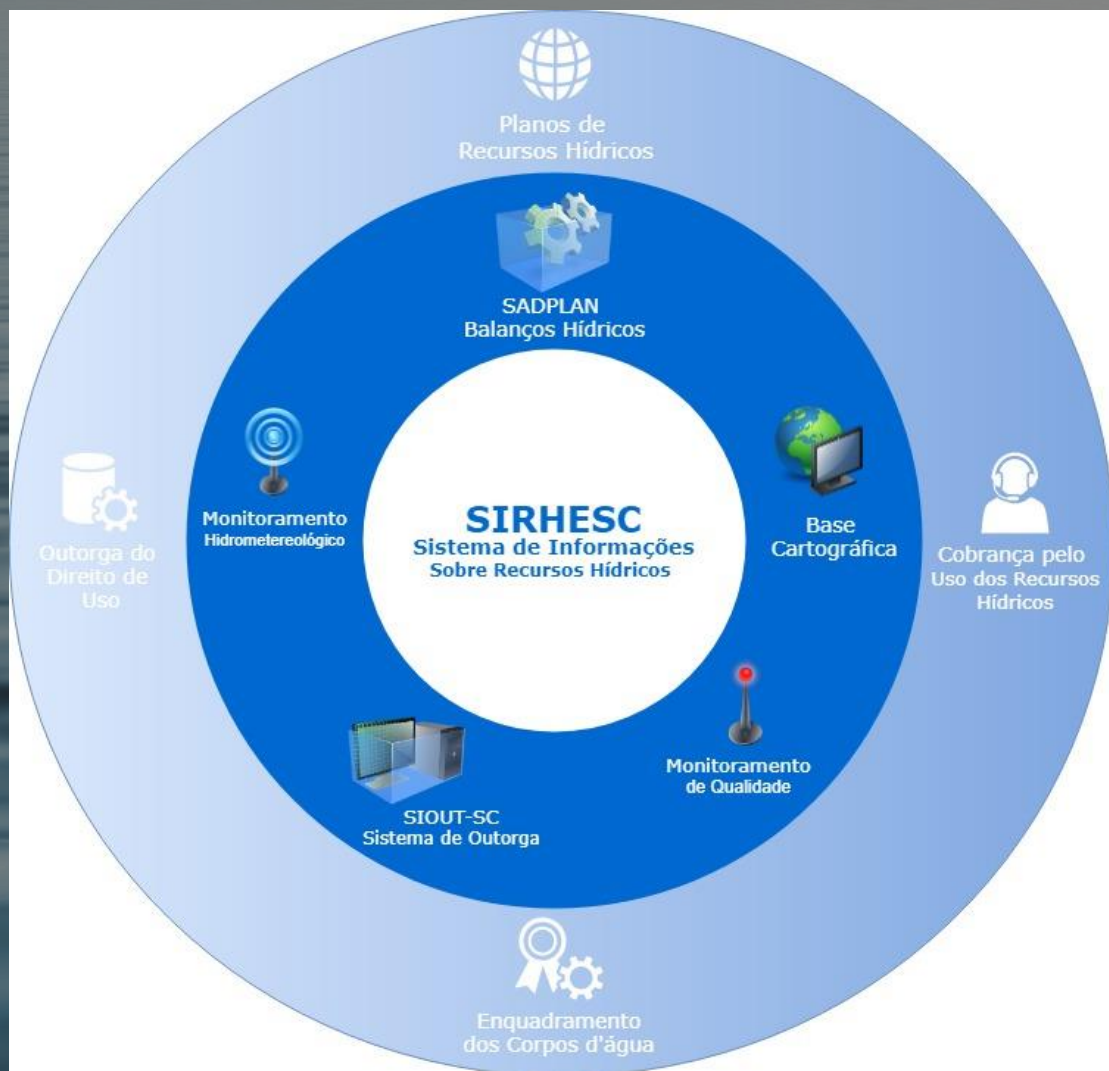 Planos de
Recursos Hídricos
SADPLAN
Balanços Hídricos
Monitoramento
Hidrometereológico
Base
Cartográfica
SIRHESC
Sistema de Informações
Sobre Recursos Hídricos
Outorga do
Direito de
Uso
Cobrança pelo
Uso dos Recursos
Hídricos
Monitoramento
de Qualidade
SIOUT-SC
Sistema de Outorga
Enquadramento
dos Corpos d'água